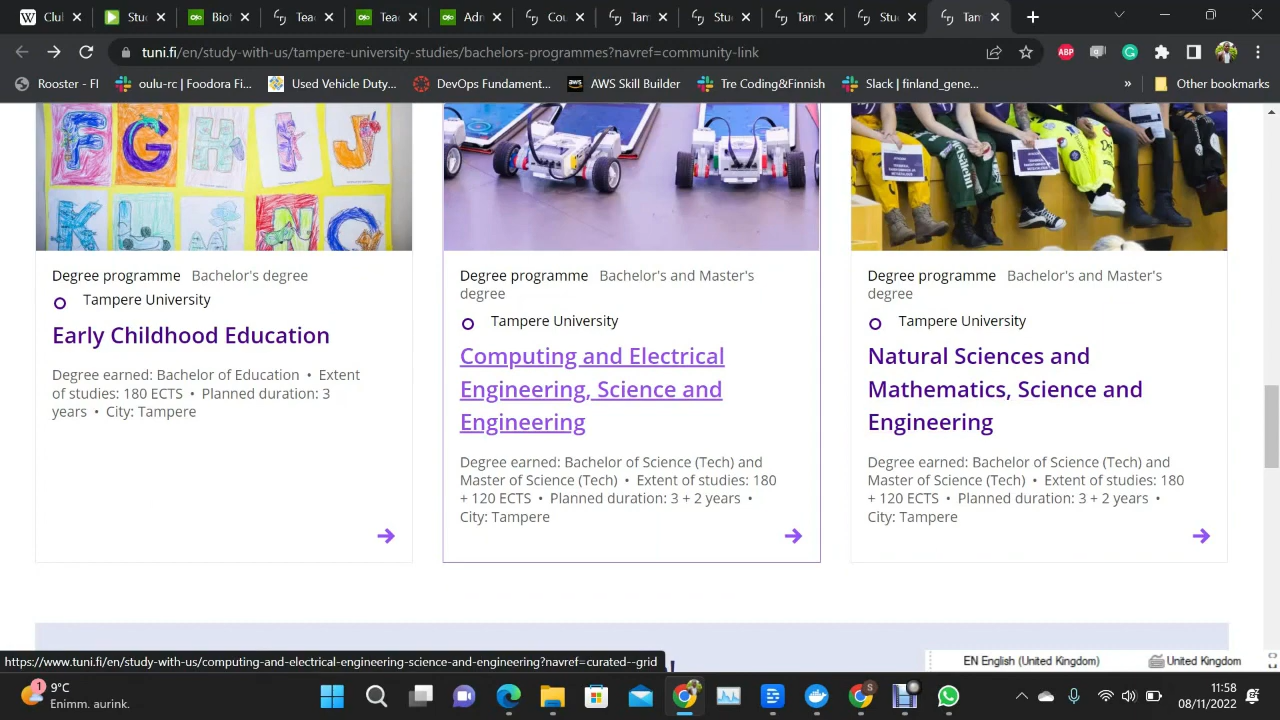 Clu
Stu
Biot
Tea
Tea
Adr
Cou
Tam
Stu
Tam
Stu
Tam
tuni.fi/en/study-with-us/tampere-university-studies/bachelors-programmes?navref=community-link
Rooster - FI
oulu-rc | Foodora Fi...
Used Vehicle Duty...
DevOps Fundament...
AWS Skill Builder
Tre Coding&Finnish
Slack | finland_gene...
»
Other bookmarks
Degree programme Bachelor's degree
Tampere University
Early Childhood Education
Degree earned: Bachelor of Education • Extent
of studies: 180 ECTS • Planned duration: 3
years • City: Tampere
Degree programme Bachelor's and Master's
degree
Tampere University
Computing and Electrical
Engineering, Science and
Engineering
Degree earned: Bachelor of Science (Tech) and
Master of Science (Tech) • Extent of studies: 180
+ 120 ECTS • Planned duration: 3 + 2 years •
City: Tampere
Degree programme Bachelor's and Master's
degree
Tampere University
Natural Sciences and
Mathematics, Science and
Engineering
Degree earned: Bachelor of Science (Tech) and
Master of Science (Tech) • Extent of studies: 180
+ 120 ECTS • Planned duration: 3 + 2 years •
City: Tampere
https://www.tuni.fi/en/study-with-us/computing-and-electrical-engineering-science-and-engineering?navref=curated--grid
EN English (United Kingdom)
United Kingdom
1
9°C
Enimm. aurink.
11:58
08/11/2022